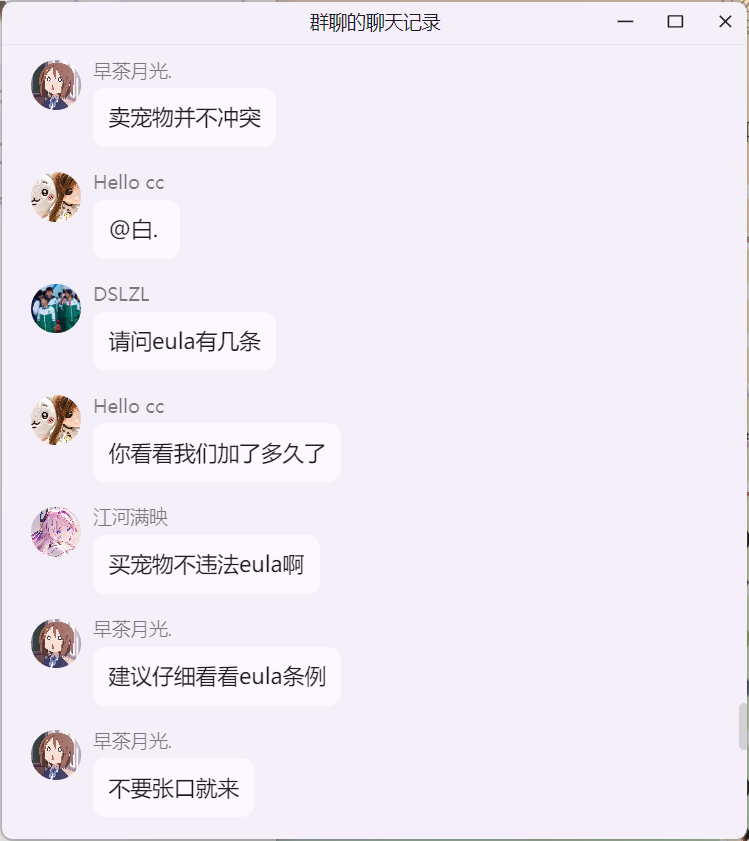 群聊的聊天记录
早茶月光.
卖宠物并不冲突
Hello cc
@白.
DSLZL
请问eula有几条
Hello cc
你看看我们加了多久了
江河满映
买宠物不违法eula啊
早茶月光.
建议仔细看看eula条例
早茶月光.
不要张口就来